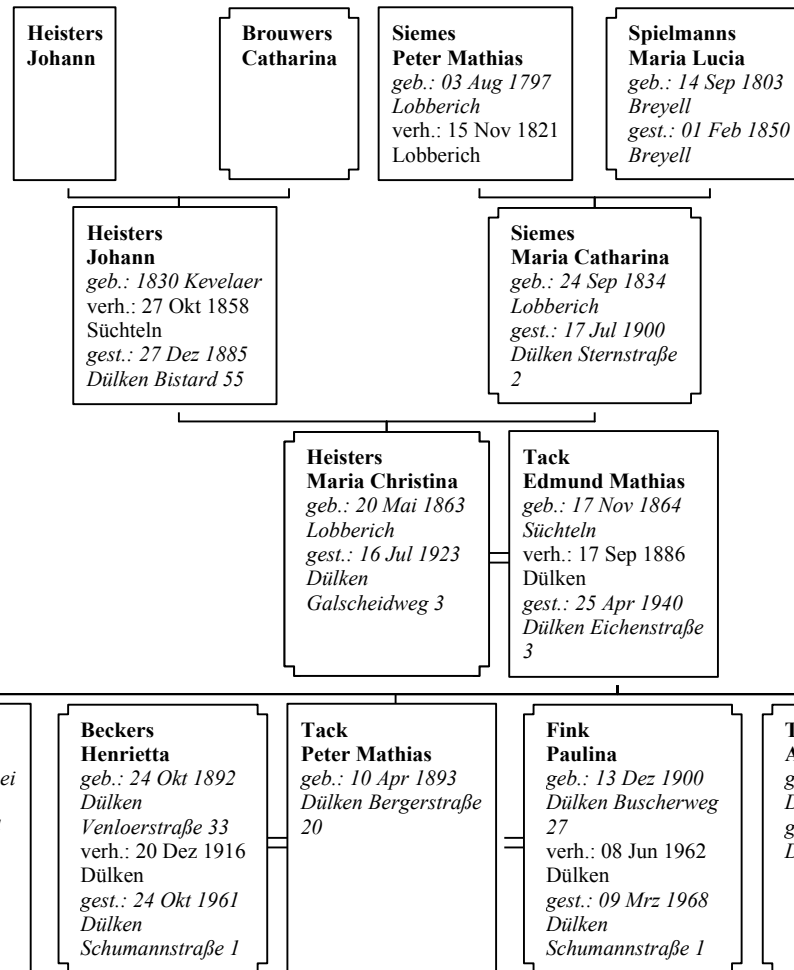 Heisters
Johann
Brouwers
Catharina
Siemes
Peter Mathias
geb.: 03 Aug 1797
Lobberich
verh.: 15 Nov 1821
Lobberich
Spielmanns
Maria Lucia
geb.: 14 Sep 1803
Breyell
gest.: 01 Feb 1850
Breyell
Heisters
Johann
geb.: 1830 Kevelaer
verh.: 27 Okt 1858
Süchteln
gest.: 27 Dez 1885
Dülken Bistard 55
Siemes
Maria Catharina
geb.: 24 Sep 1834
Lobberich
gest.: 17 Jul 1900
Dülken Sternstraße
2
Heisters
Maria Christina
geb.: 20 Mai 1863
Lobberich
gest.: 16 Jul 1923
Dülken
Galscheidweg 3
Tack
Edmund Mathias
geb.: 17 Nov 1864
Süchteln
verh.: 17 Sep 1886
Dülken
gest.: 25 Apr 1940
Dülken Eichenstraße
3
ei
Beckers
Henrietta
geb.: 24 Okt 1892
Dülken
Venloerstraße 33
verh.: 20 Dez 1916
Dülken
gest.: 24 Okt 1961
Dülken
Schumannstraße 1
Tack
Peter Mathias
geb.: 10 Apr 1893
Dülken Bergerstraße
20
Fink
Paulina
geb.: 13 Dez 1900
Dülken Buscherweg
27
verh.: 08 Jun 1962
Dülken
gest.: 09 Mrz 1968
Dülken
Schumannstraße 1